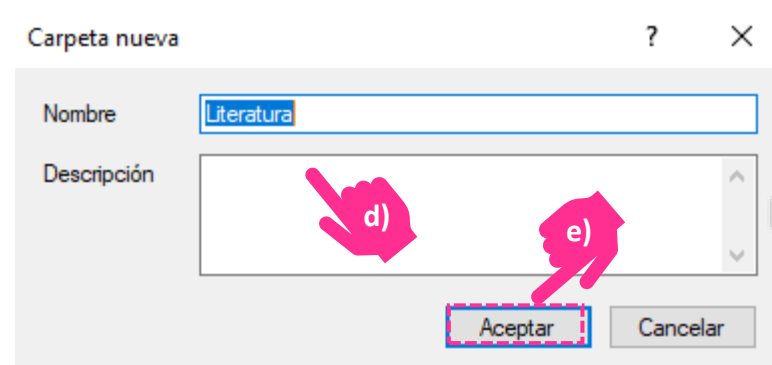 Carpeta nueva ?
Nombre Literatura
Descripción
d)
e)
Aceptar Cancelar